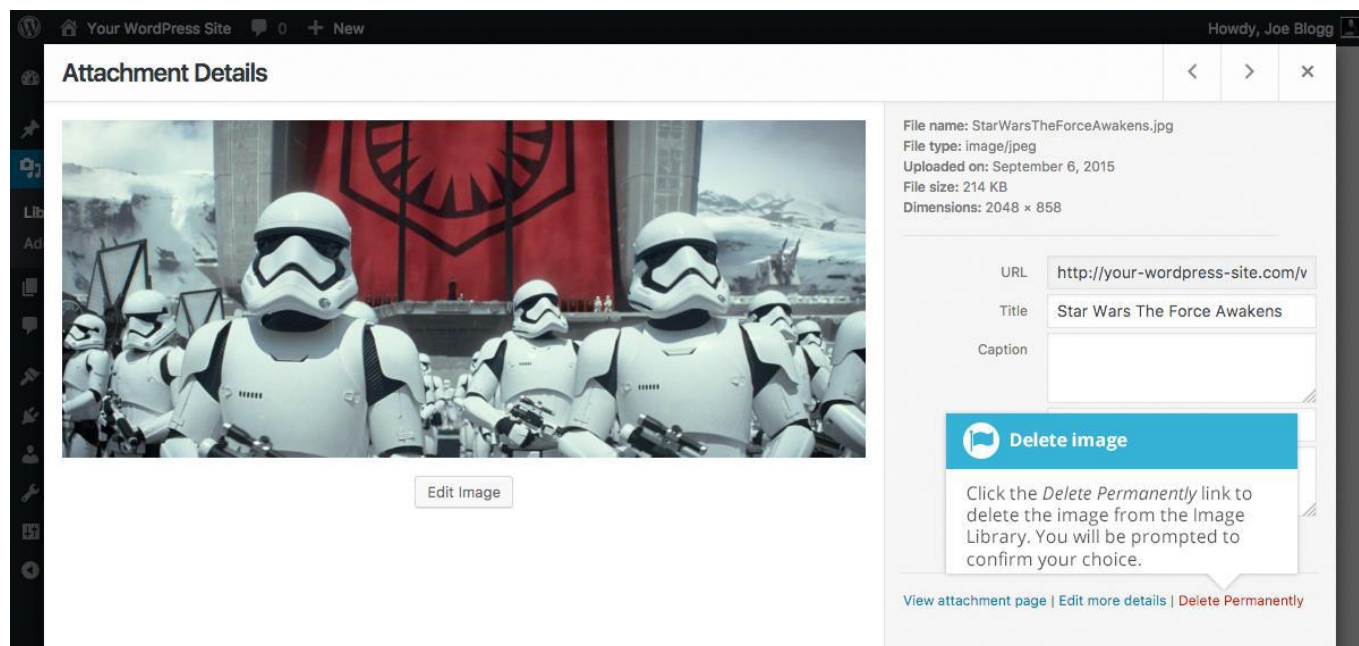 Your WordPress Site 0 + New Howdy, Joe Blogg
Attachment Details
File name: StarWarsTheForceAwakens.jpg
File type: image/jpeg
Uploaded on: September 6, 2015
File size: 214 KB
Dimensions: 2048 × 858
Lib
Add
URL http://your-wordpress-site.com/w
Title Star Wars The Force Awakens
Caption
Edit Image
Delete image
Click the Delete Permanently link to
delete the image from the Image
Library. You will be prompted to
confirm your choice.
View attachment page | Edit more details | Delete Permanently